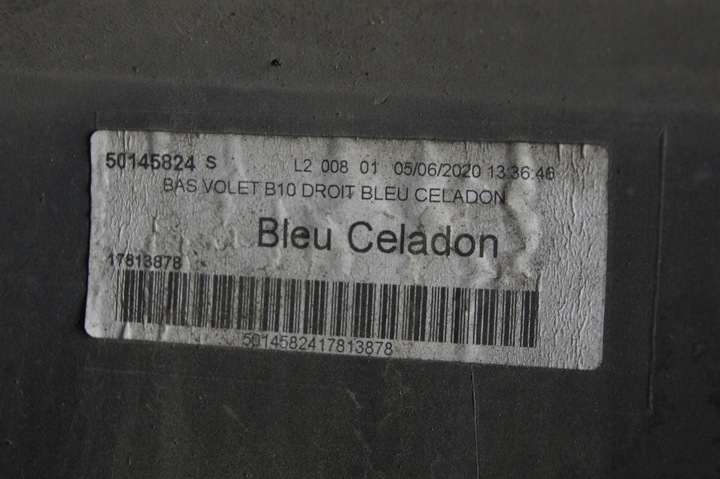 50145824 S L2 008 01 05/06/2020 13:36:46
BAS VOLET B10 DROIT BLEU CELADON
Bleu Celadon
17813878
5014582417813878